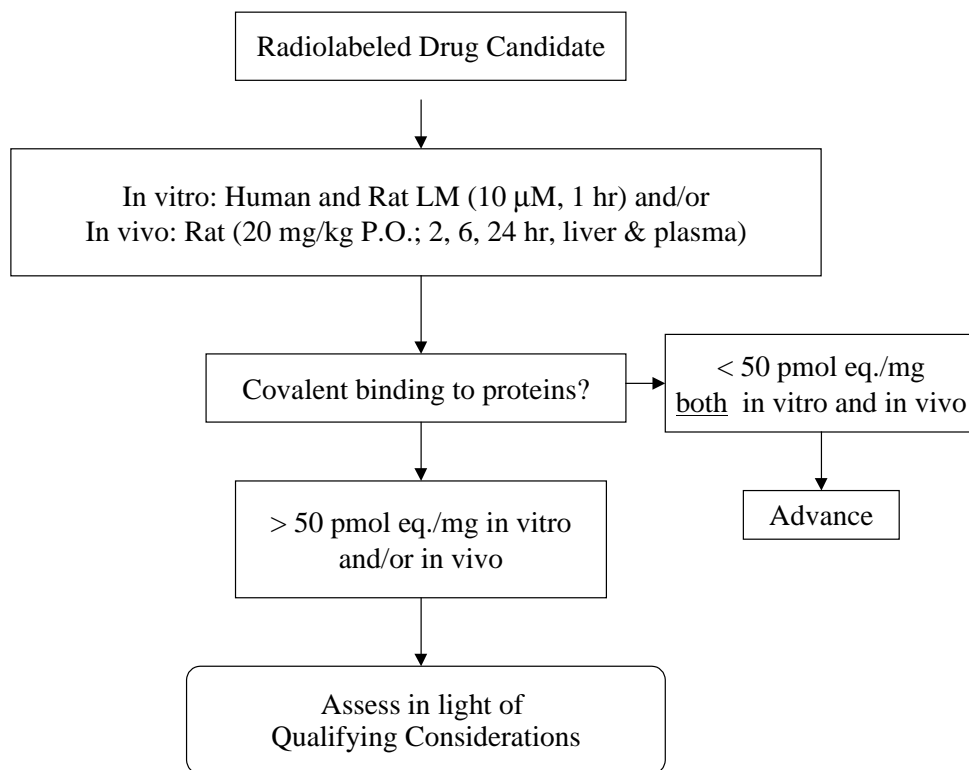 Radiolabeled Drug Candidate
In vitro: Human and Rat LM (10 μM, 1 hr) and/or
In vivo: Rat (20 mg/kg P.O.; 2, 6, 24 hr, liver & plasma)
Covalent binding to proteins?
< 50 pmol eq./mg
both in vitro and in vivo
Advance
> 50 pmol eq./mg in vitro
and/or in vivo
Assess in light of
Qualifying Considerations